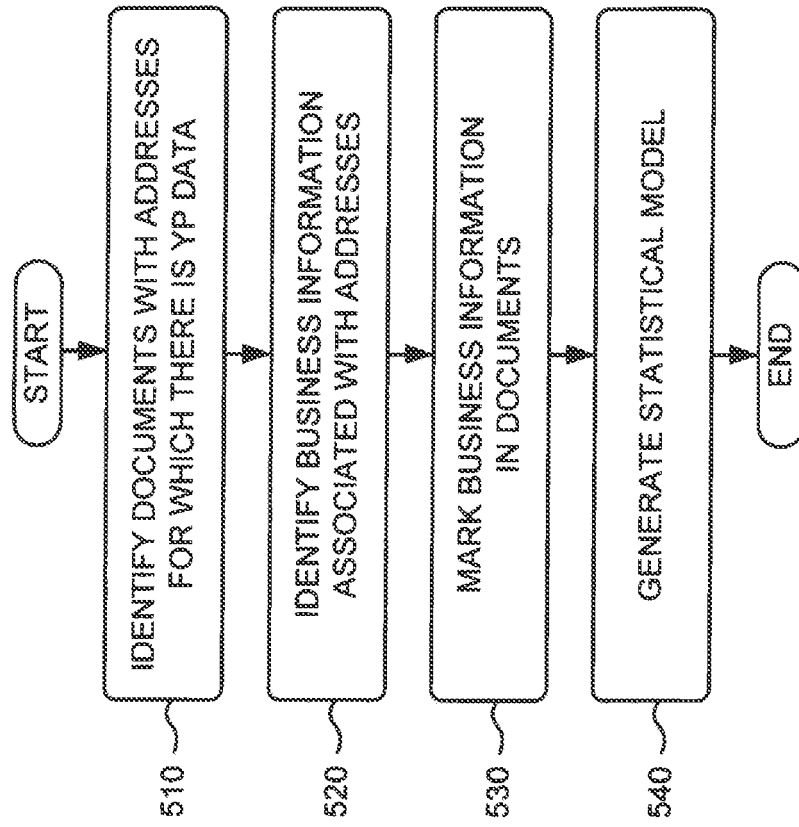 START
510
IDENTIFY DOCUMENTS WITH ADDRESSES
FOR WHICH THERE IS YP DATA
520
IDENTIFY BUSINESS INFORMATION
ASSOCIATED WITH ADDRESSES
530
MARK BUSINESS INFORMATION
IN DOCUMENTS
540
GENERATE STATISTICAL MODEL
END